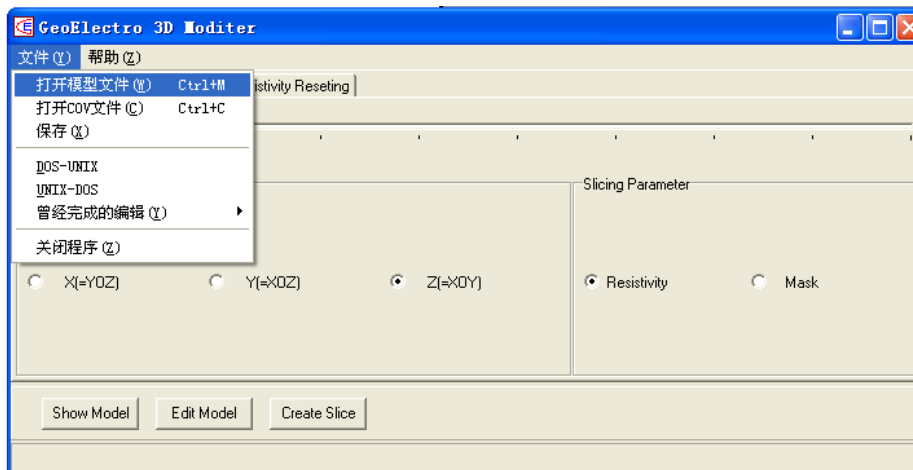 GeoElectro 3D Moditer
文件(Y) 帮助(Z)
打开模型文件(W) Ctrl+M
istivity Reseting
打开COV文件(C) Ctrl+C
保存(X)
DOS-UNIX
UNIX-DOS
Slicing Parameter
曾经完成的编辑(Y)
关闭程序(Z)
X(=YOZ) Y(=XOZ) Z(=XOY) Resistivity Mask
Show Model Edit Model Create Slice